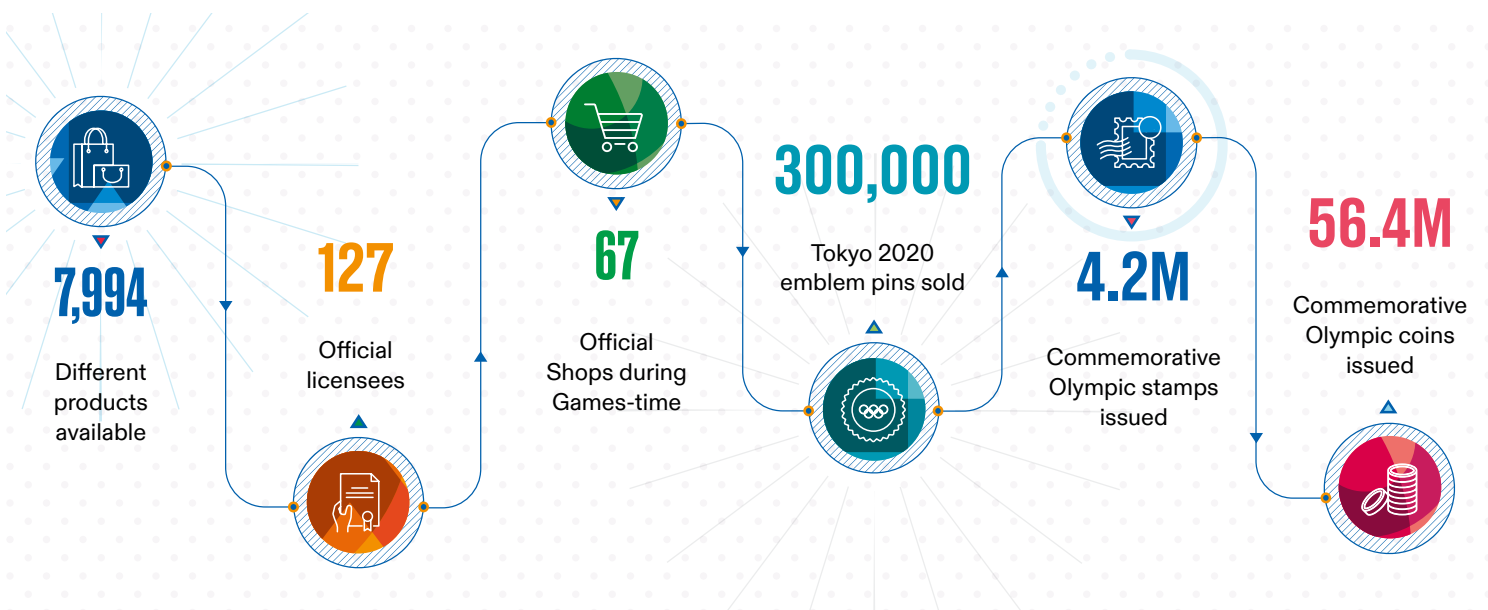 7,994
Different
products
available
127
Official
licensees
67
Official
Shops during
Games-time
300,000
Tokyo 2020
emblem pins sold
4.2M
Commemorative
Olympic stamps
issued
56.4M
Commemorative
Olympic coins
issued